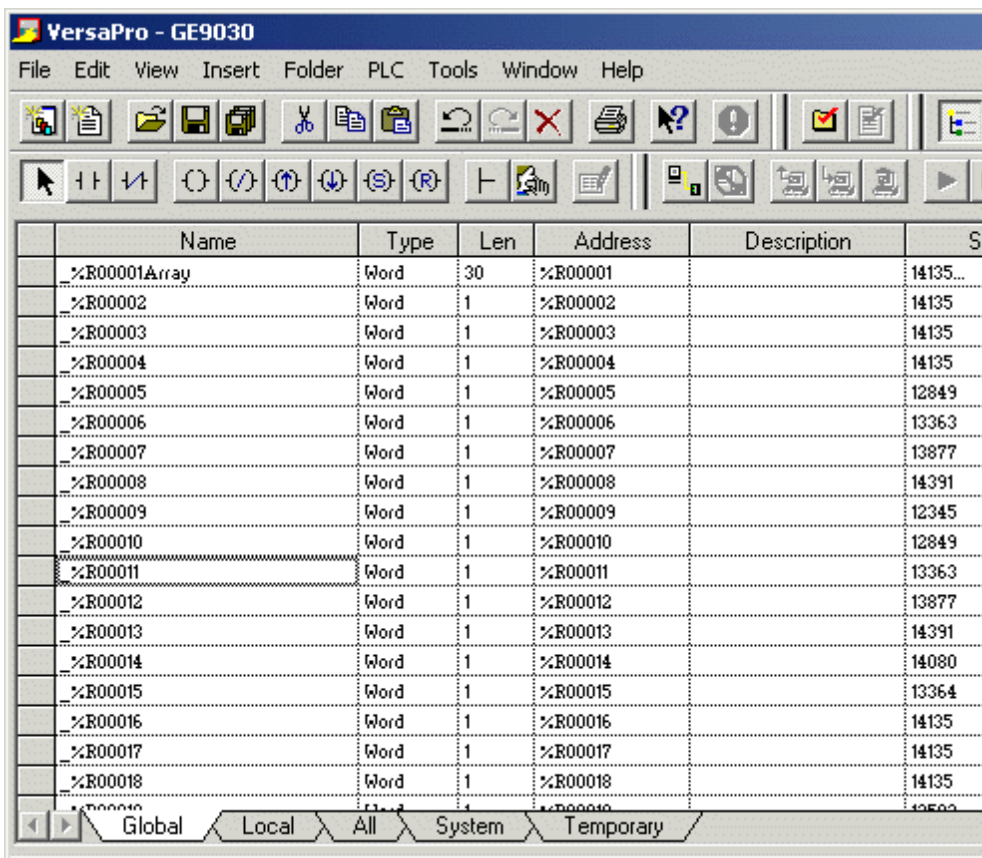 VersaPro - GE9030
File Edit View Insert Folder PLC Tools Window Help
Name Type Len Address Description S
_%R00001Array Word 30 %R00001 14135...
_%R00002 Word 1 %R00002 14135
_%R00003 Word 1 %R00003 14135
_%R00004 Word 1 %R00004 14135
_%R00005 Word 1 %R00005 12849
_%R00006 Word 1 %R00006 13363
_%R00007 Word 1 %R00007 13877
_%R00008 Word 1 %R00008 14391
_%R00009 Word 1 %R00009 12345
_%R00010 Word 1 %R00010 12849
_%R00011 Word 1 %R00011 13363
_%R00012 Word 1 %R00012 13877
_%R00013 Word 1 %R00013 14391
_%R00014 Word 1 %R00014 14080
_%R00015 Word 1 %R00015 13364
_%R00016 Word 1 %R00016 14135
_%R00017 Word 1 %R00017 14135
_%R00018 Word 1 %R00018 14135
Global Local All System Temporary